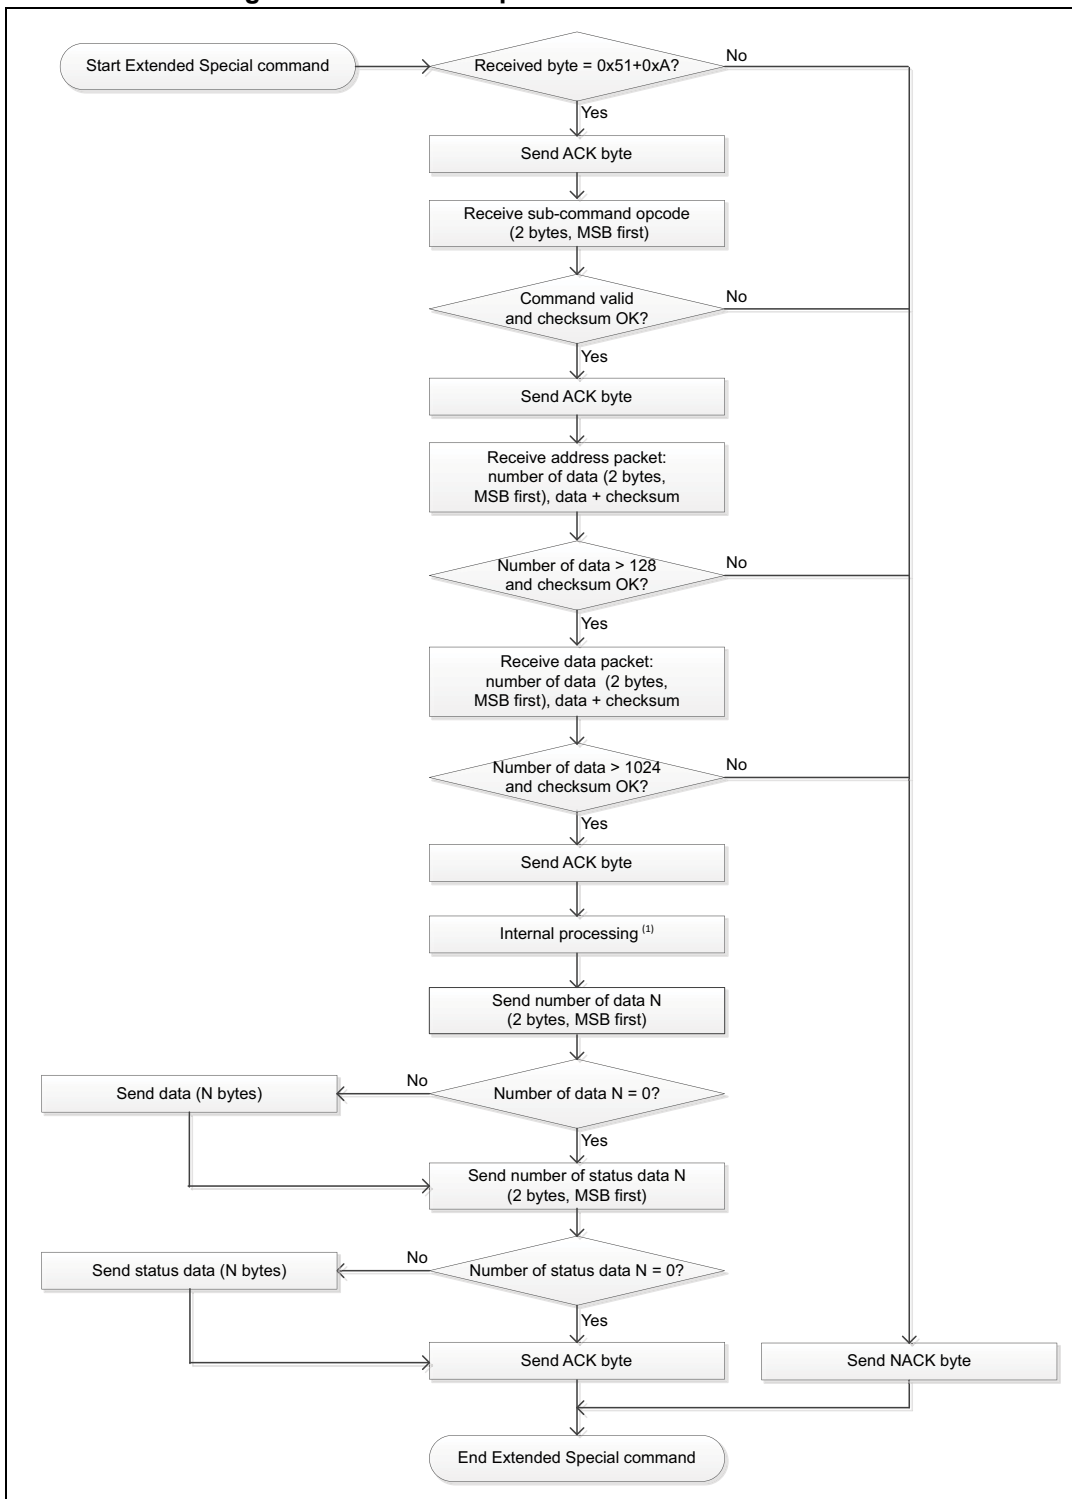 Start Extended Special command
Received byte = 0x51+0xA?
No
Yes
Send ACK byte
Receive sub-command opcode
(2 bytes, MSB first)
Command valid
and checksum OK?
No
Yes
Send ACK byte
Receive address packet:
number of data (2 bytes,
MSB first), data + checksum
Number of data > 128
and checksum OK?
No
Yes
Receive data packet:
number of data (2 bytes,
MSB first), data + checksum
Number of data > 1024
and checksum OK?
No
Yes
Send ACK byte
Internal processing (1)
Send number of data N
(2 bytes, MSB first)
Number of data N = 0?
No
Send data (N bytes)
Yes
Send number of status data N
(2 bytes, MSB first)
Number of status data N = 0?
No
Send status data (N bytes)
Yes
Send ACK byte
Send NACK byte
End Extended Special command